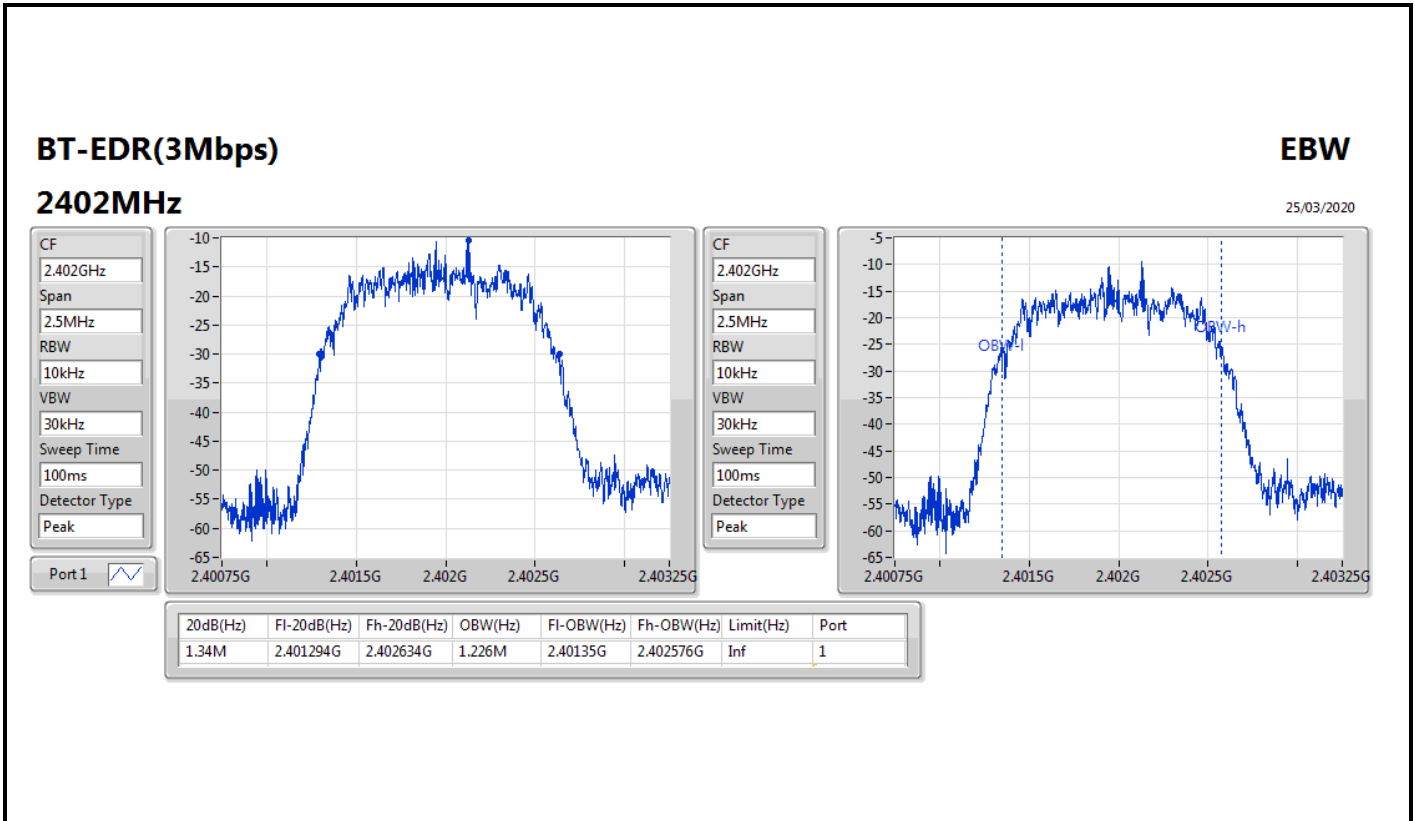 BT-EDR(3Mbps)
EBW
2402MHz
25/03/2020
CF
2.402GHz
Span
2.5MHz
RBW
10kHz
VBW
30kHz
Sweep Time
100ms
Detector Type
Peak
Port 1
-10
-15
-20
-25
-30
-35
-40
-45
-50
-55
-60
-65
2.40075G 2.4015G 2.402G 2.4025G 2.40325G
CF
2.402GHz
Span
2.5MHz
RBW
10kHz
VBW
30kHz
Sweep Time
100ms
Detector Type
Peak
-5
-10
-15
-20
-25
-30
-35
-40
-45
-50
-55
-60
-65
OBW-l
OBW-h
2.40075G 2.4015G 2.402G 2.4025G 2.40325G
20dB(Hz) Fl-20dB(Hz) Fh-20dB(Hz) OBW(Hz) Fl-OBW(Hz) Fh-OBW(Hz) Limit(Hz) Port
1.34M 2.401294G 2.402634G 1.226M 2.40135G 2.402576G Inf 1